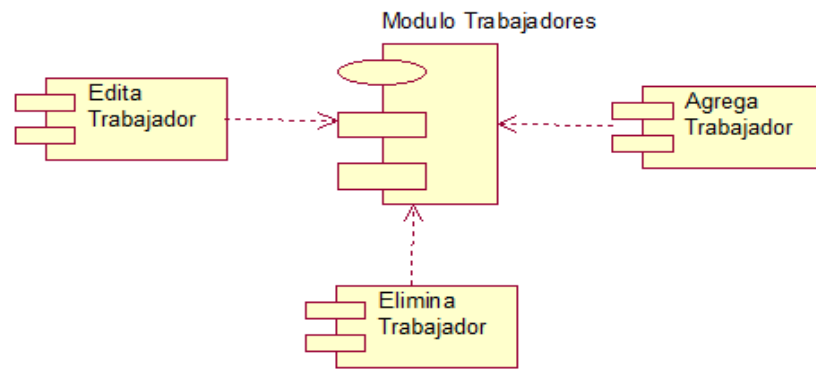 Modulo Trabajadores
Edita
Trabajador
Agrega
Trabajador
Elimina
Trabajador